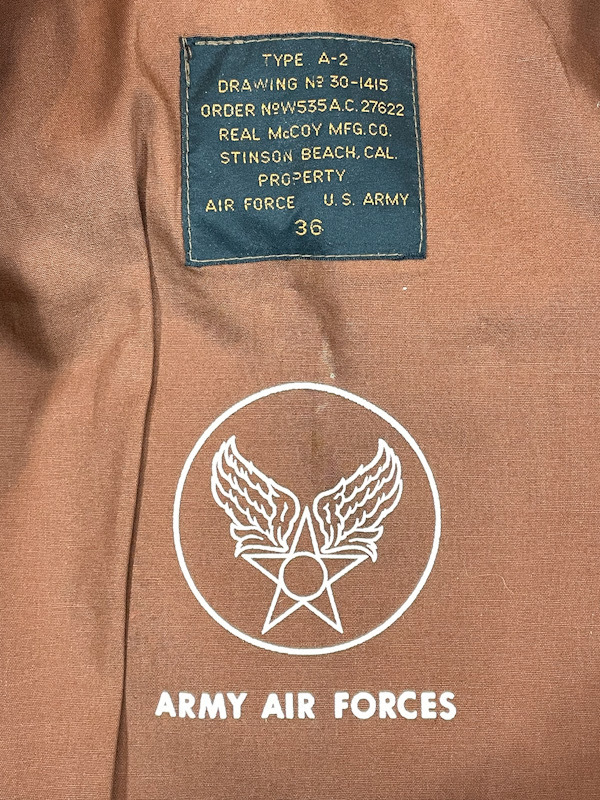 TYPE A-2
DRAWING Nº 30-1415
ORDER NºW535A.C.27622
REAL McCOY MFG.CO.
STINSON BEACH, CAL.
PROPERTY
AIR FORCE U.S. ARMY
36
ARMY AIR FORCES